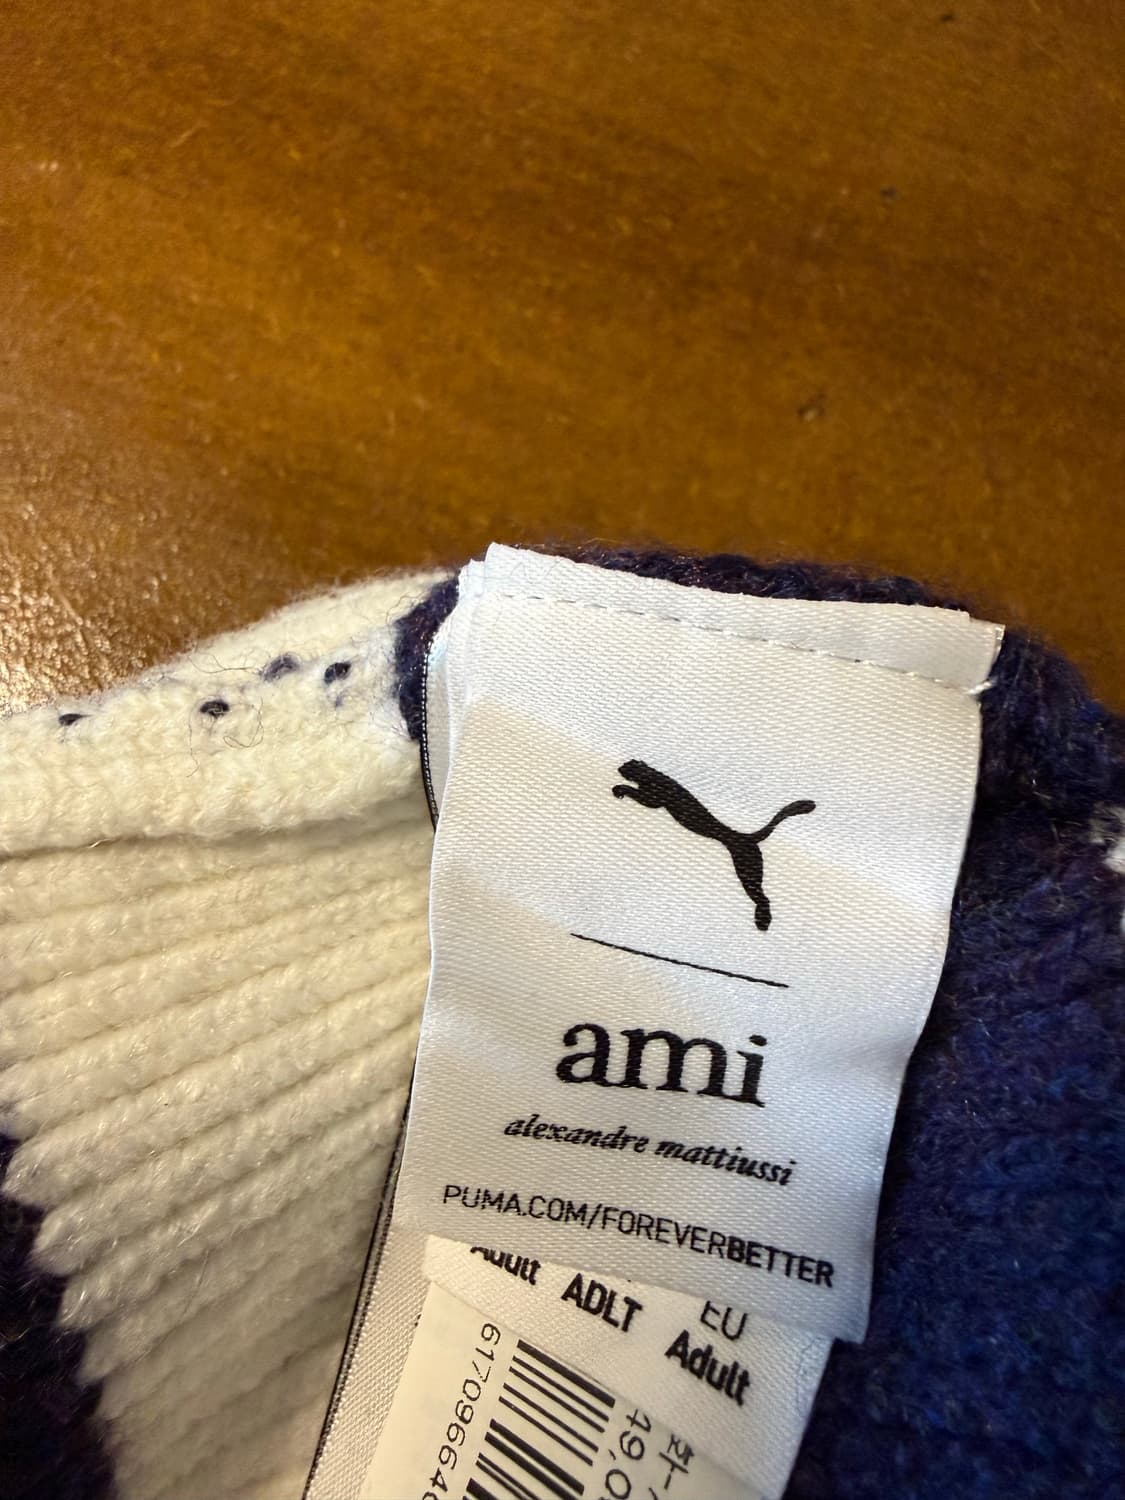 ami
alexandre mattiussi
PUMA.COM/FOREVERBETTER
Adult ADLT EU
Adult